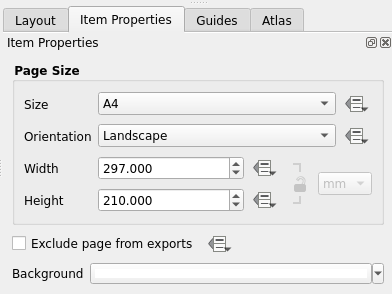 Layout Item Properties Guides Atlas
Item Properties
Page Size
Size A4
Orientation Landscape
Width 297.000
mm
Height 210.000
Exclude page from exports
Background